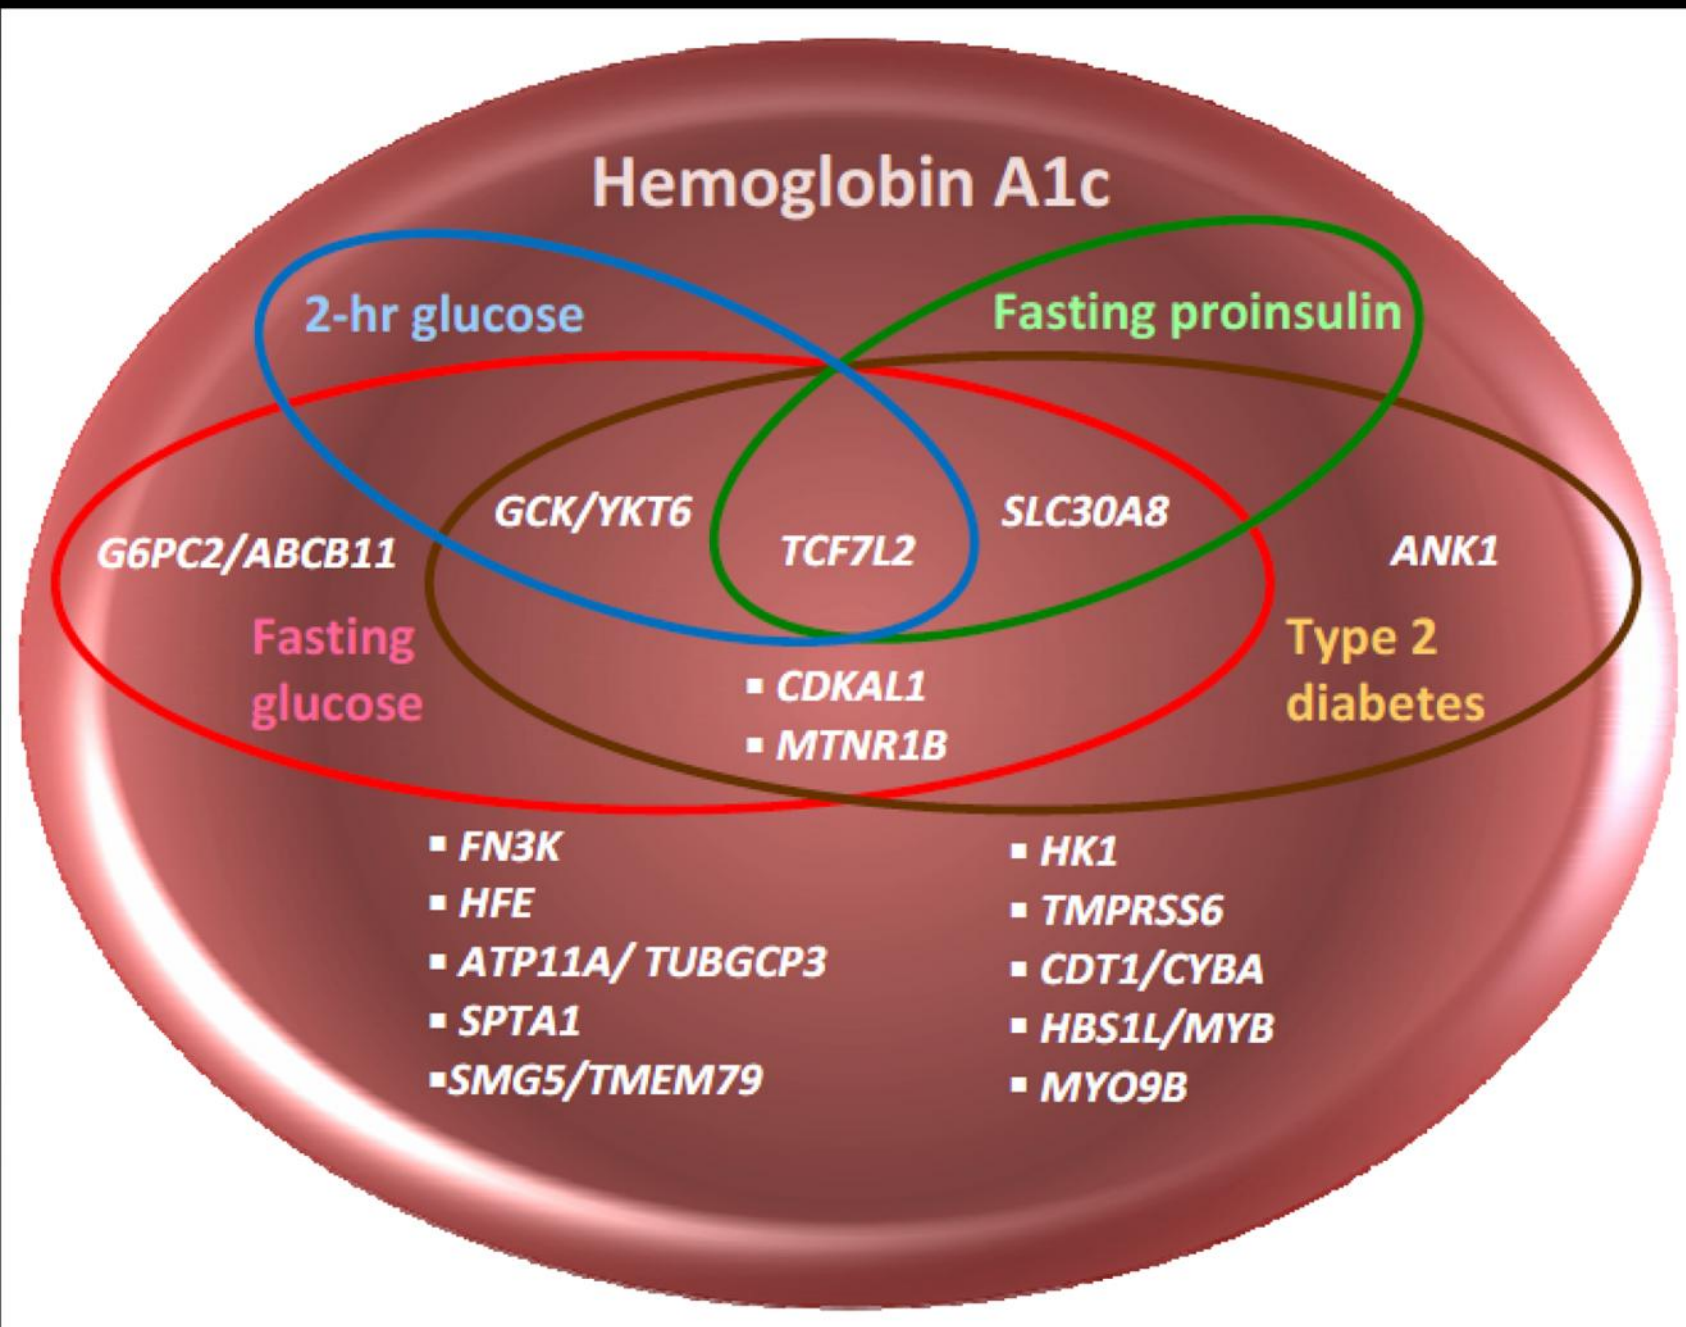 Hemoglobin A1c
2-hr glucose
Fasting proinsulin
GCK/YKT6
SLC30A8
G6PC2/ABCB11
TCF7L2
ANK1
Fasting
glucose
Type 2
diabetes
▪ CDKAL1
▪ MTNR1B
▪ FN3K
▪ HFE
▪ ATP11A/ TUBGCP3
▪ SPTA1
▪SMG5/TMEM79
▪ HK1
▪ TMPRSS6
▪ CDT1/CYBA
▪ HBS1L/MYB
▪ MYO9B